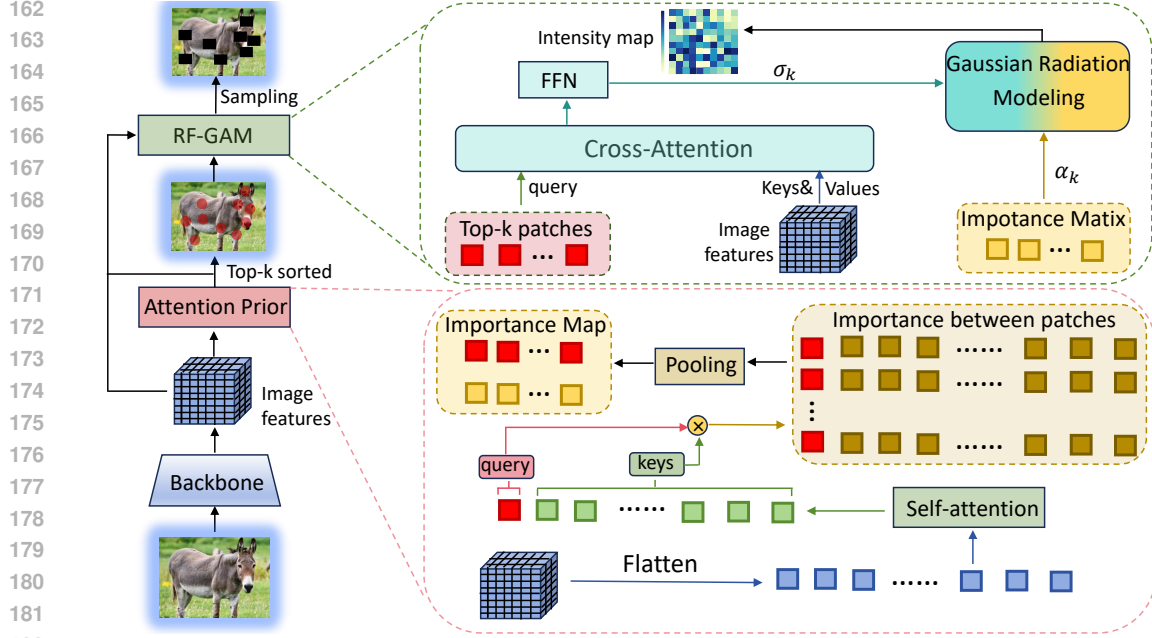 162
163
164
165
166
167
168
169
170
171
172
173
174
175
176
177
178
179
180
181
Sampling
RF-GAM
Top-k sorted
Attention Prior
Image
features
Backbone
Intensity map
FFN
σk
Gaussian Radiation
Modeling
Cross-Attention
query
Keys& Values
αk
Top-k patches
...
Image
features
Impotance Matix
...
Importance Map
...
...
Pooling
Importance between patches
......
......
⋮
......
×
query
keys
......
Self-attention
Flatten
......